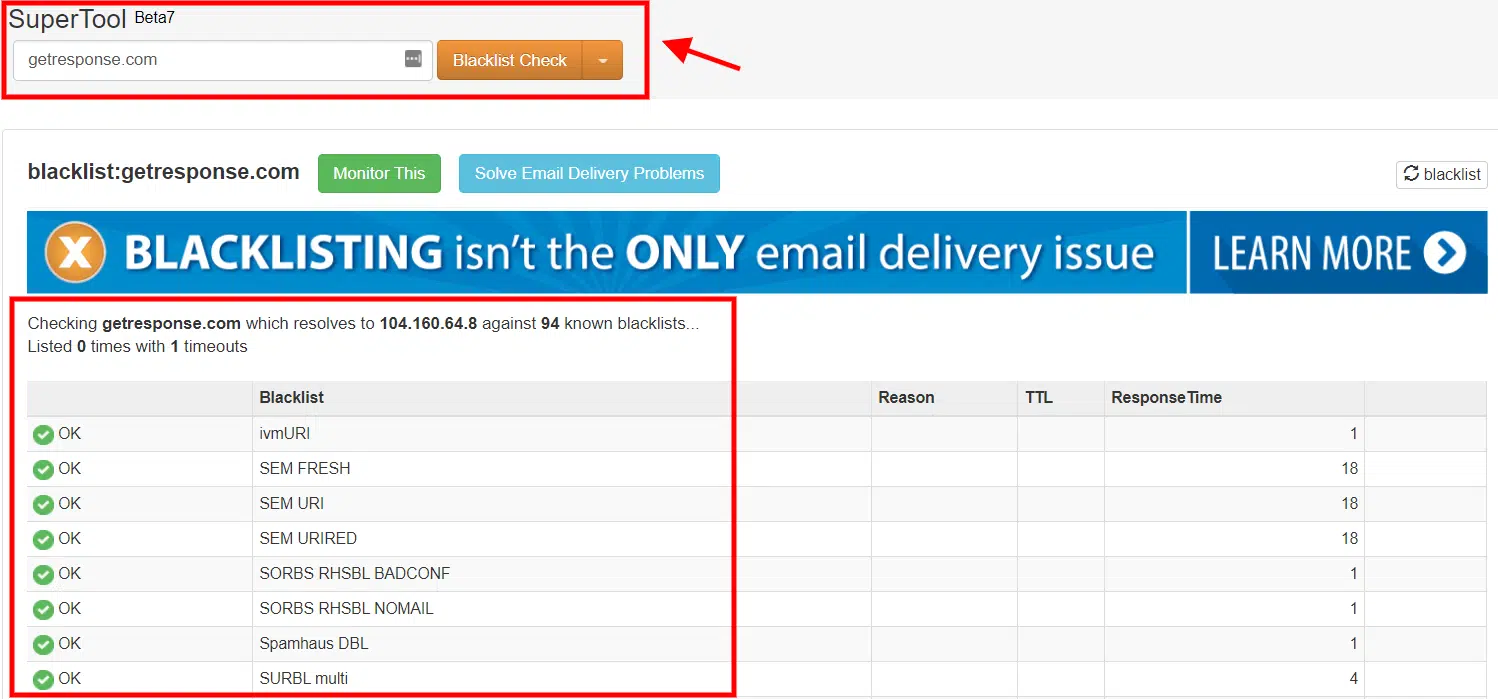 SuperTool Beta7
getresponse.com
Blacklist Check
blacklist:getresponse.com
Monitor This
Solve Email Delivery Problems
blacklist
X BLACKLISTING isn't the ONLY email delivery issue
LEARN MORE
Checking getresponse.com which resolves to 104.160.64.8 against 94 known blacklists...
Listed 0 times with 1 timeouts
Blacklist Reason TTL ResponseTime
OK ivmURI 1
OK SEM FRESH 18
OK SEM URI 18
OK SEM URIRED 18
OK SORBS RHSBL BADCONF 1
OK SORBS RHSBL NOMAIL 1
OK Spamhaus DBL 1
OK SURBL multi 4